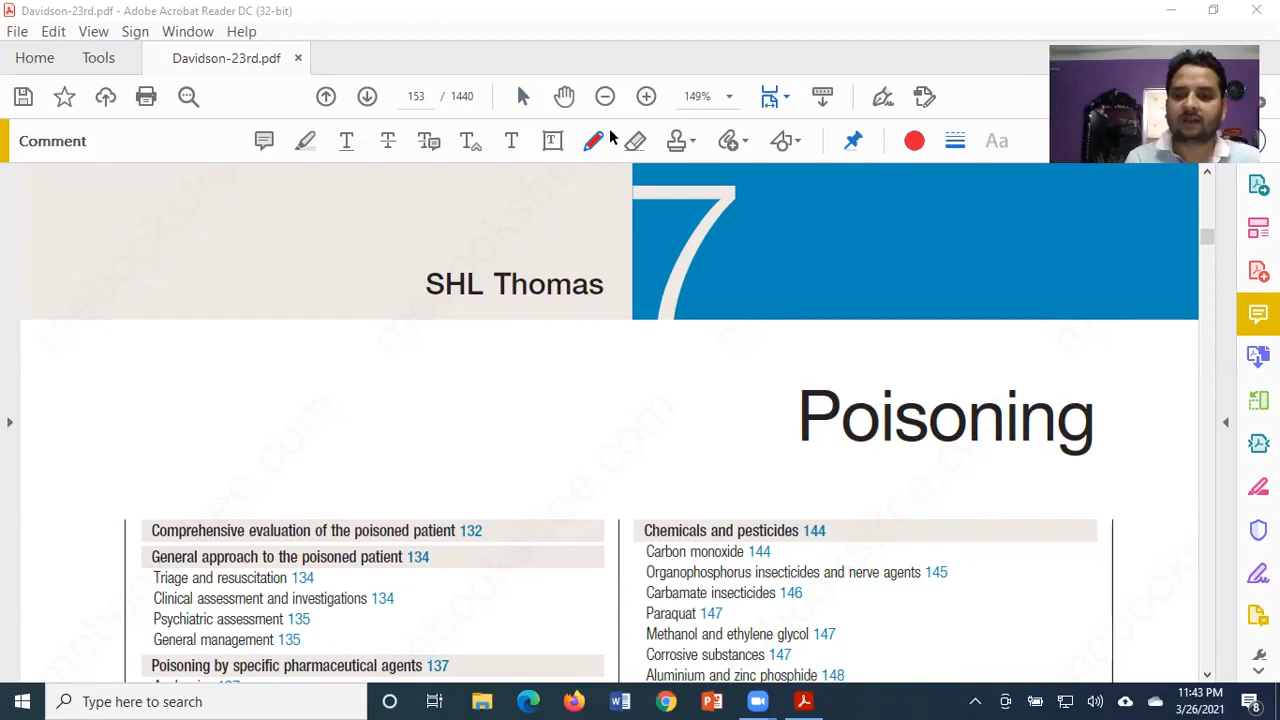 Davidson-23rd.pdf - Adobe Acrobat Reader DC (32-bit)
File Edit View Sign Window Help
Home Tools Davidson-23rd.pdf ×
153 / 1440 149%
Comment
Aa
7
SHL Thomas
Poisoning
Comprehensive evaluation of the poisoned patient 132
General approach to the poisoned patient 134
Triage and resuscitation 134
Clinical assessment and investigations 134
Psychiatric assessment 135
General management 135
Poisoning by specific pharmaceutical agents 137
Chemicals and pesticides 144
Carbon monoxide 144
Organophosphorus insecticides and nerve agents 145
Carbamate insecticides 146
Paraquat 147
Methanol and ethylene glycol 147
Corrosive substances 147
Aluminium and zinc phosphide 148
Type here to search
11:43 PM
3/26/2021
8